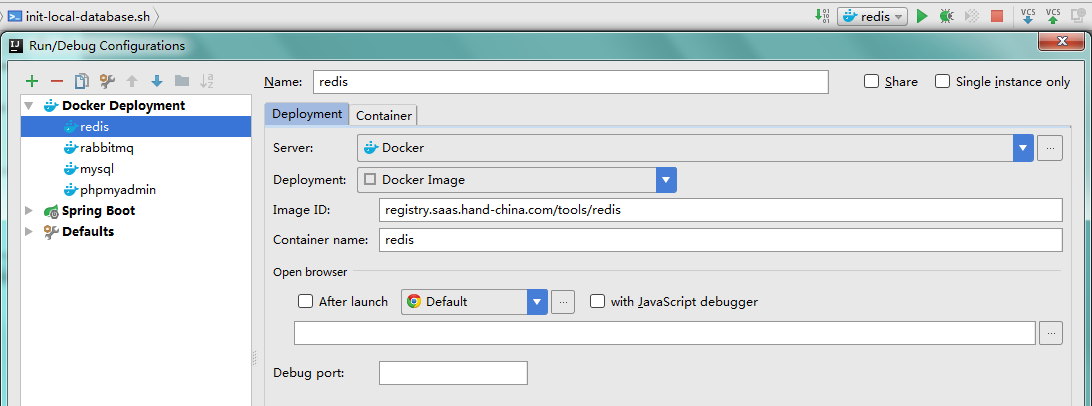 init-local-database.sh
redis
VCS VCS
Run/Debug Configurations
Name: redis Share Single instance only
Docker Deployment
redis
rabbitmq
mysql
phpmyadmin
Spring Boot
Defaults
Deployment Container
Server: Docker ...
Deployment: Docker Image
Image ID: registry.saas.hand-china.com/tools/redis
Container name: redis
Open browser
After launch Default ... with JavaScript debugger
...
Debug port: